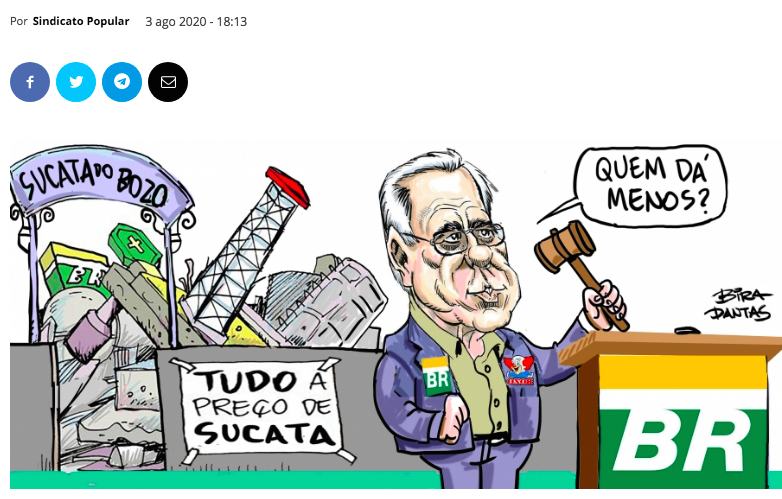 Por Sindicato Popular 3 ago 2020 - 18:13
SUCATA DO BOZO
BR
QUEM DÁ
MENOS?
BIRA
DANTAS
TUDO A
PREÇO DE
SUCATA
BR
BR